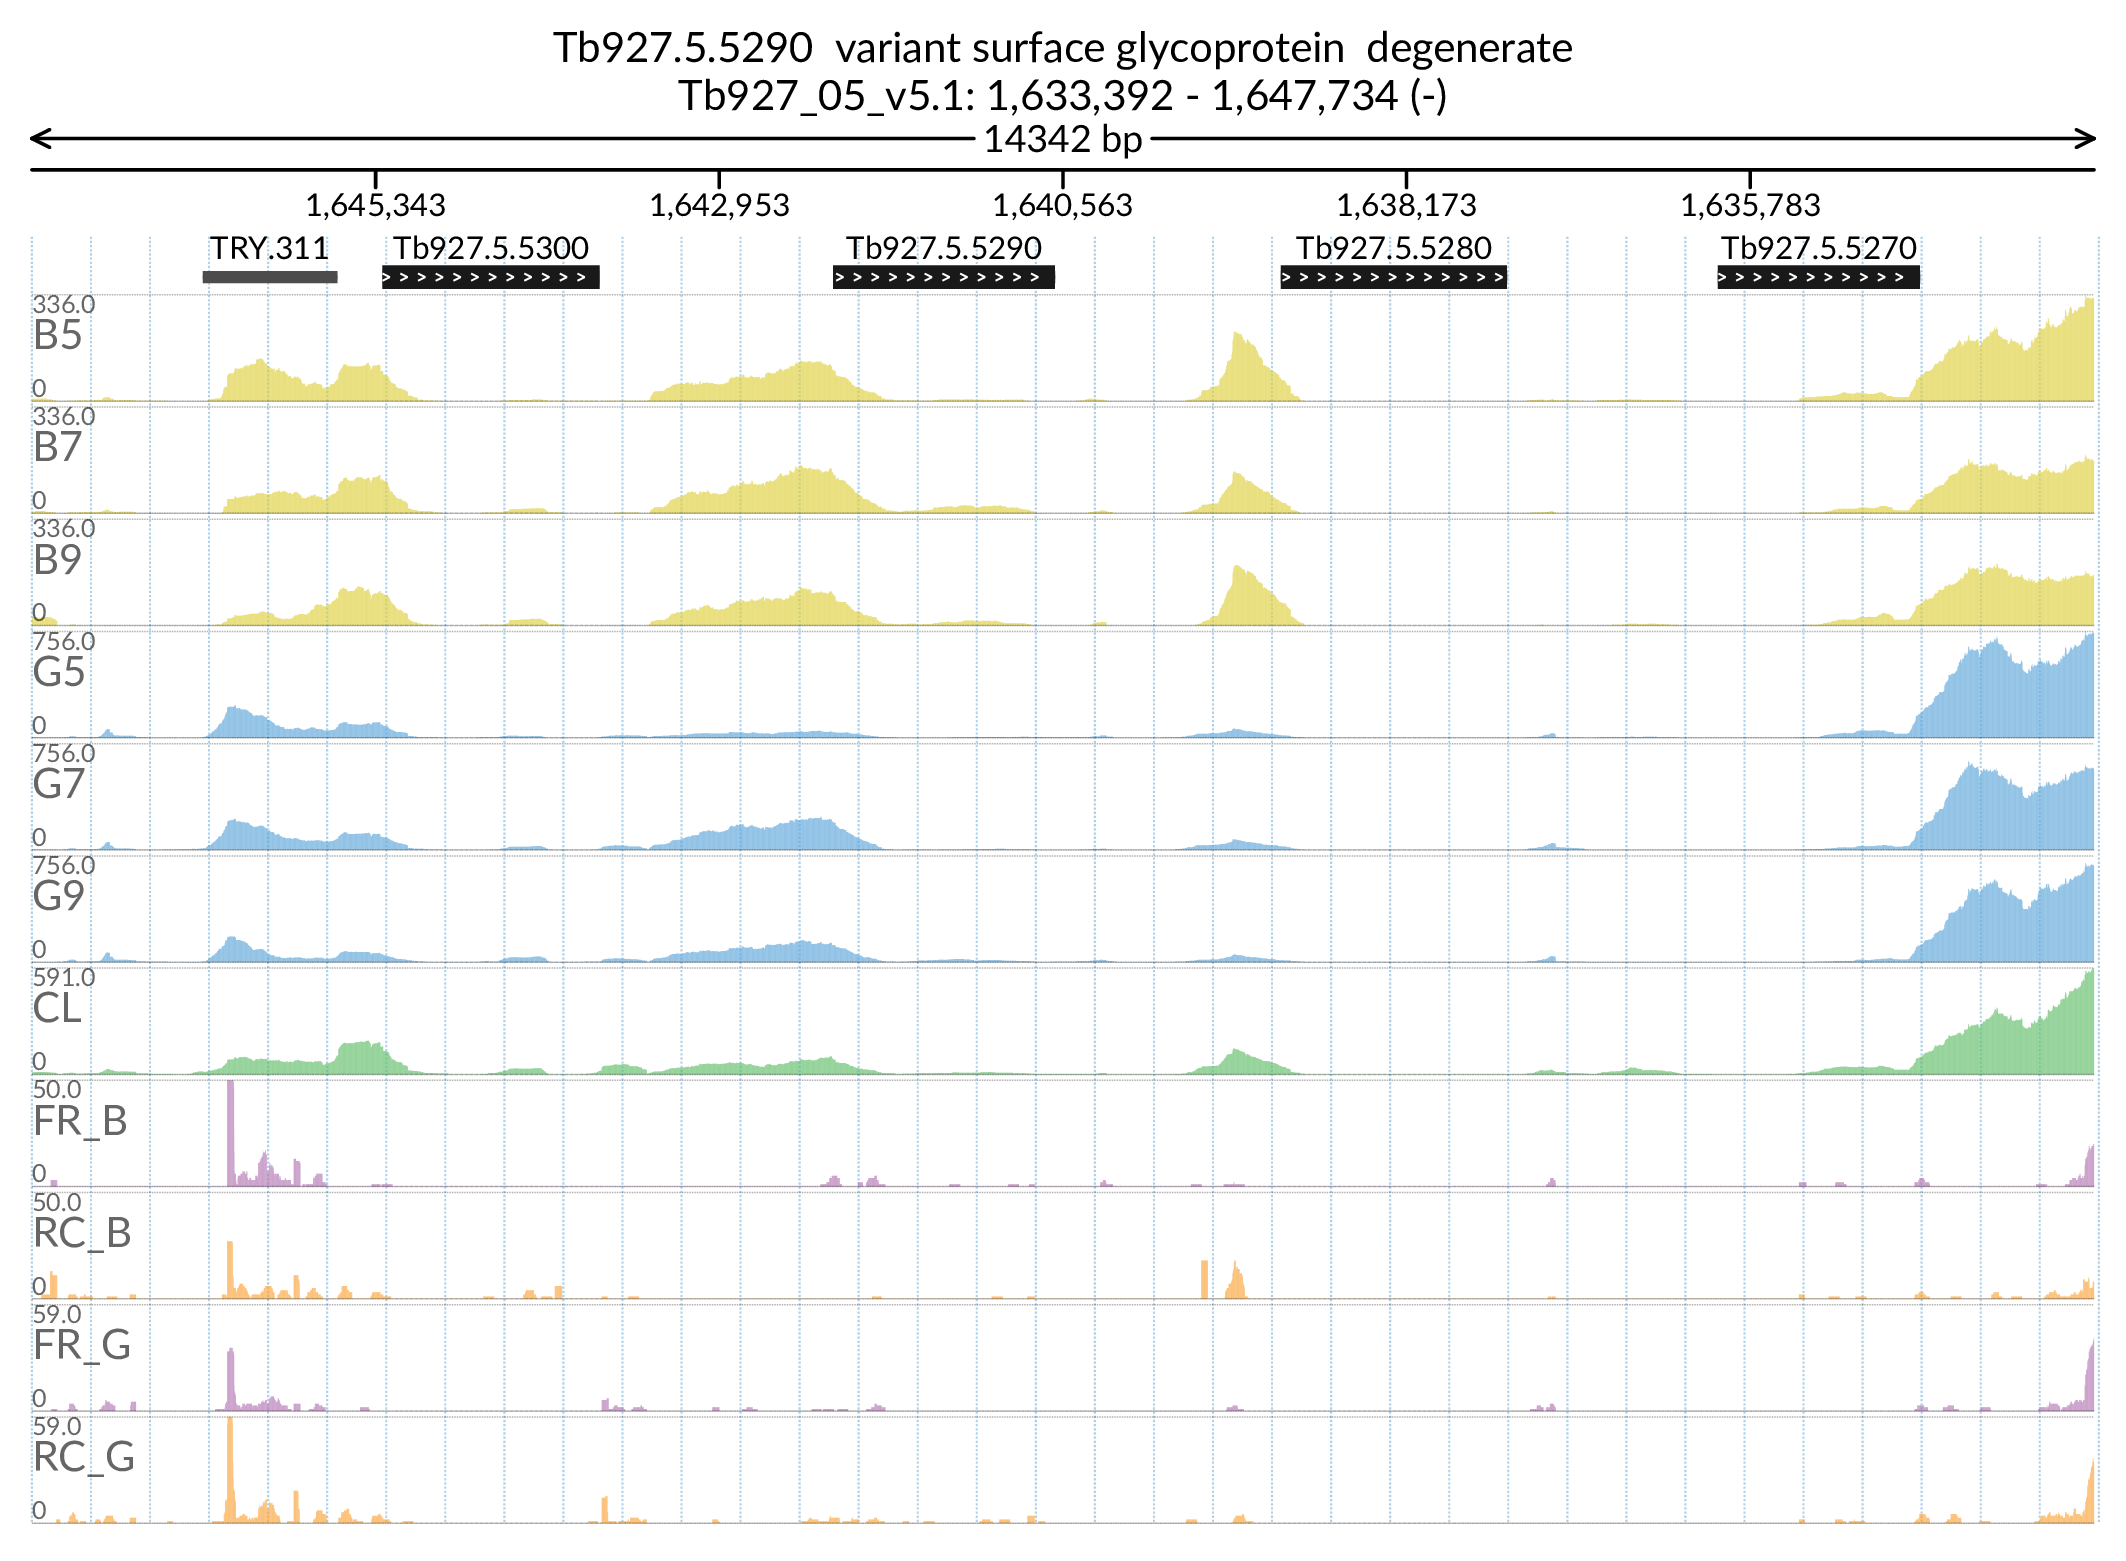 Tb927.5.5290  variant surface glycoprotein  degenerate
Tb927_05_v5.1: 1,633,392 - 1,647,734 (-)
14342 bp
1,645,343 1,642,953 1,640,563 1,638,173 1,635,783
TRY.311 Tb927.5.5300 Tb927.5.5290 Tb927.5.5280 Tb927.5.5270
336.0
B5
0
336.0
B7
0
336.0
B9
0
756.0
G5
0
756.0
G7
0
756.0
G9
0
591.0
CL
0
50.0
FR_B
0
50.0
RC_B
0
59.0
FR_G
0
59.0
RC_G
0